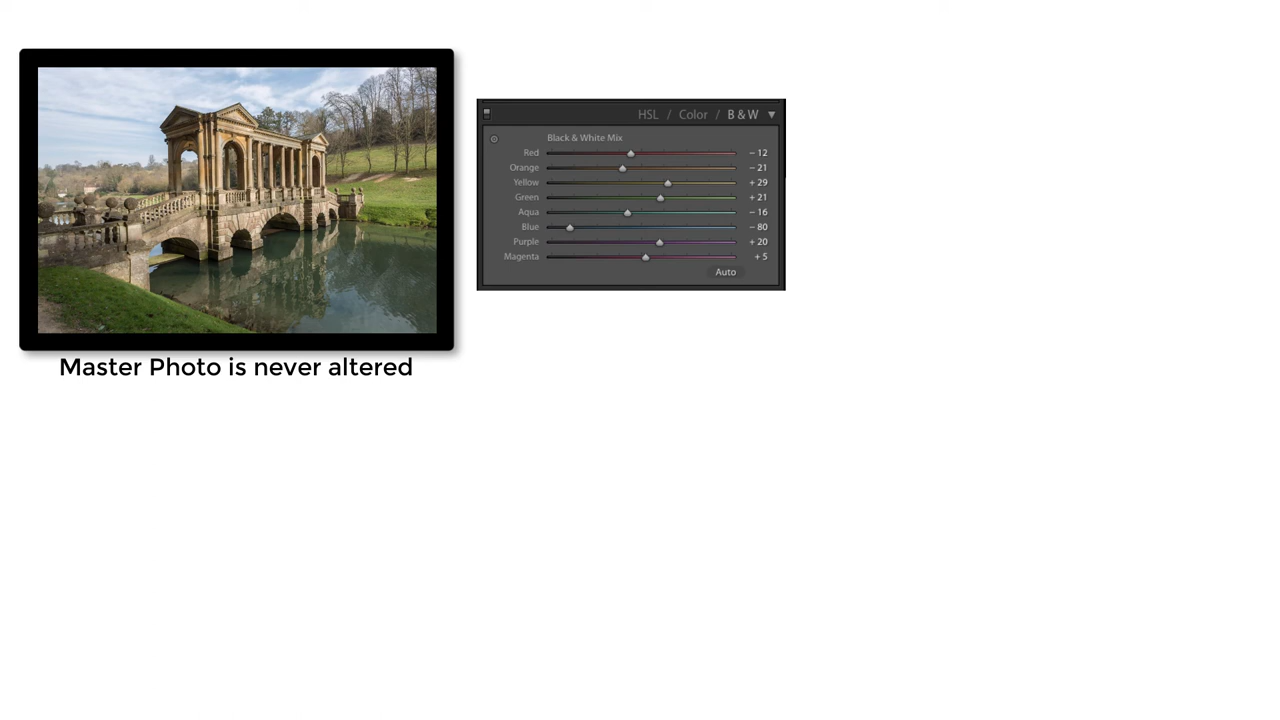 HSL / Color / B & W
Black & White Mix
Red − 12
Orange − 21
Yellow + 29
Green + 21
Aqua − 16
Blue − 80
Purple + 20
Magenta + 5
Auto
Master Photo is never altered